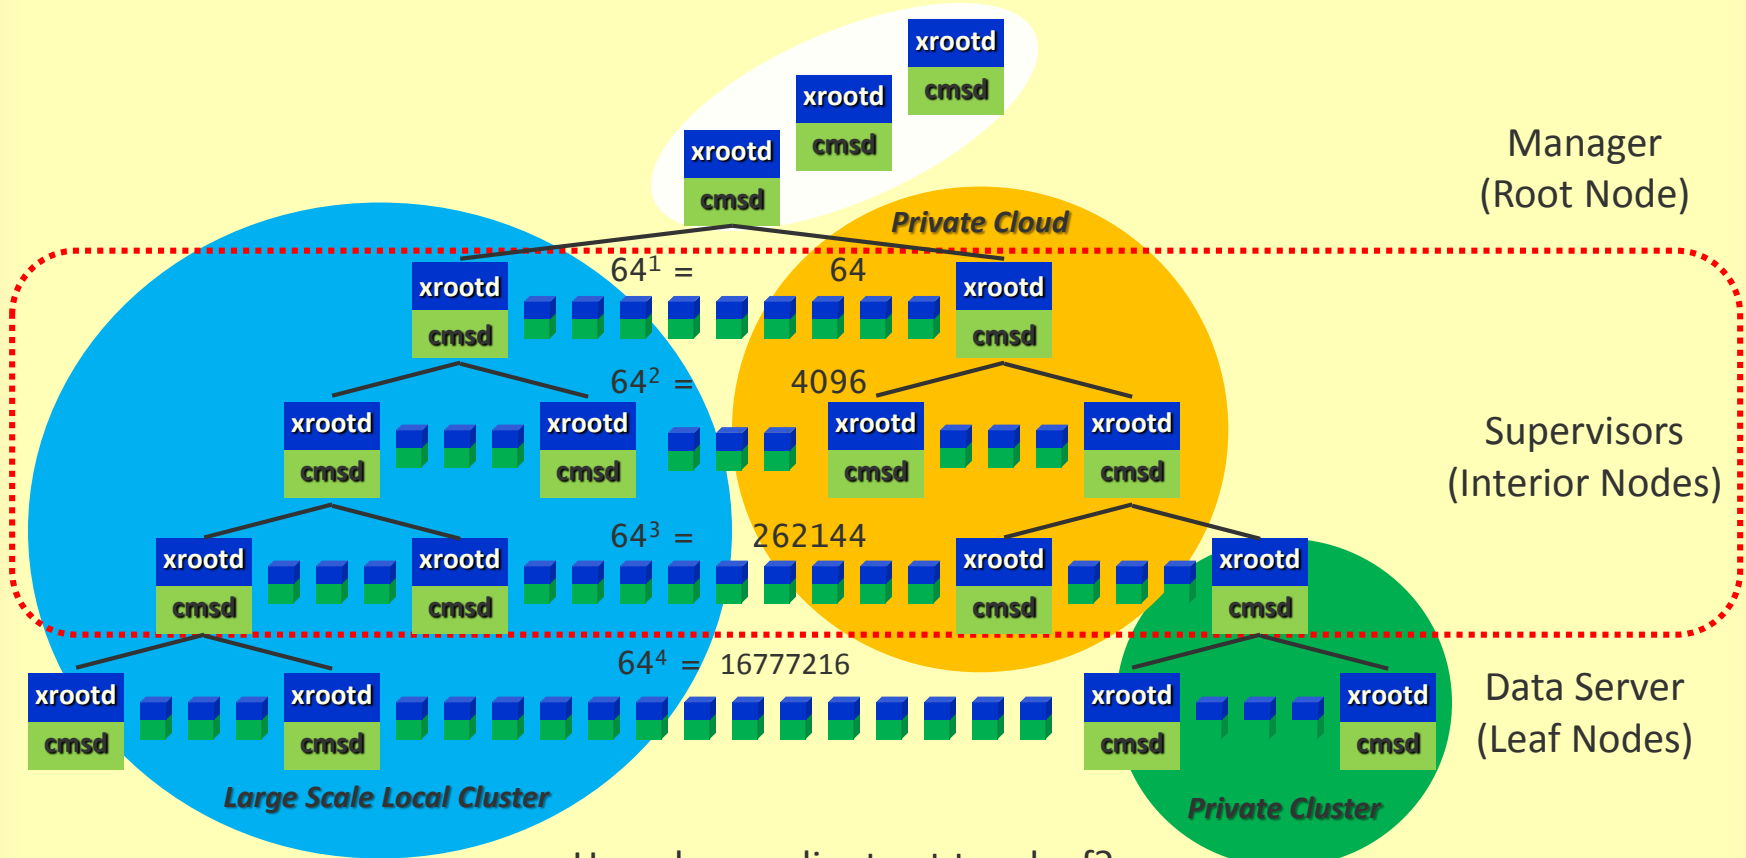 xrootd
cmsd
xrootd
cmsd
xrootd
cmsd
Manager
(Root Node)
Private Cloud
64¹ = 64
xrootd
cmsd
xrootd
cmsd
64² = 4096
xrootd
cmsd
xrootd
cmsd
xrootd
cmsd
xrootd
cmsd
Supervisors
(Interior Nodes)
64³ = 262144
xrootd
cmsd
xrootd
cmsd
xrootd
cmsd
xrootd
cmsd
64⁴ = 16777216
xrootd
cmsd
xrootd
cmsd
xrootd
cmsd
xrootd
cmsd
Data Server
(Leaf Nodes)
Large Scale Local Cluster
Private Cluster